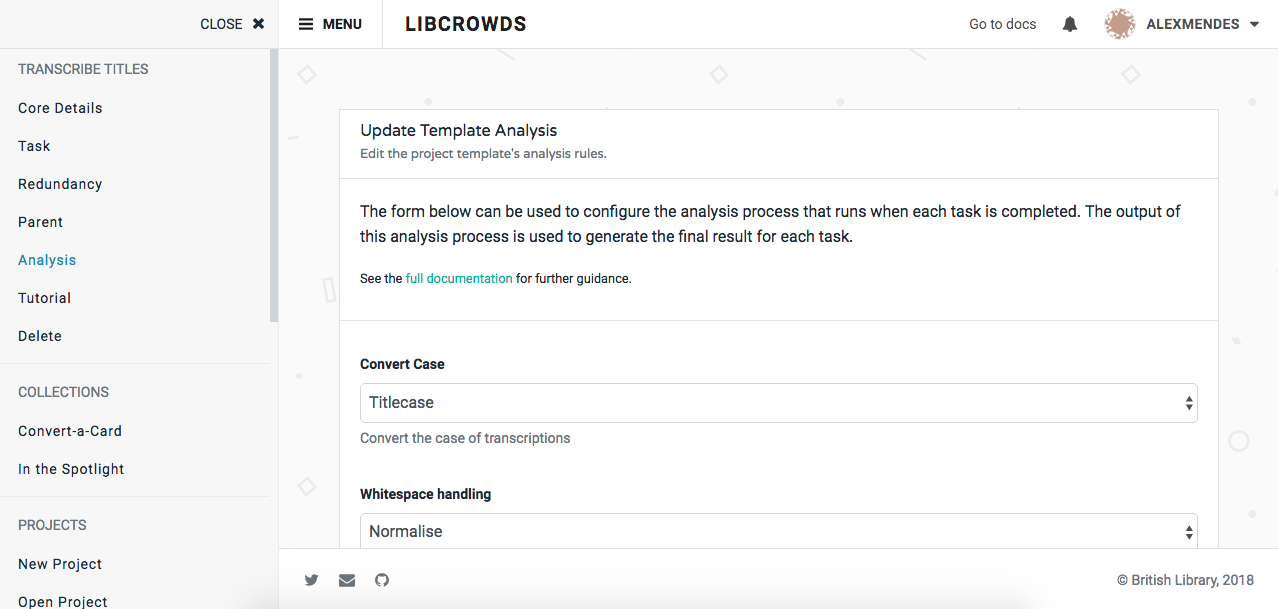 CLOSE
MENU
LIBCROWDS
Go to docs
ALEXMENDES
TRANSCRIBE TITLES
Core Details
Task
Redundancy
Parent
Analysis
Tutorial
Delete
COLLECTIONS
Convert-a-Card
In the Spotlight
PROJECTS
New Project
Open Project
Update Template Analysis
Edit the project template's analysis rules.
The form below can be used to configure the analysis process that runs when each task is completed. The output of
this analysis process is used to generate the final result for each task.
See the full documentation for further guidance.
Convert Case
Titlecase
Convert the case of transcriptions
Whitespace handling
Normalise
© British Library, 2018